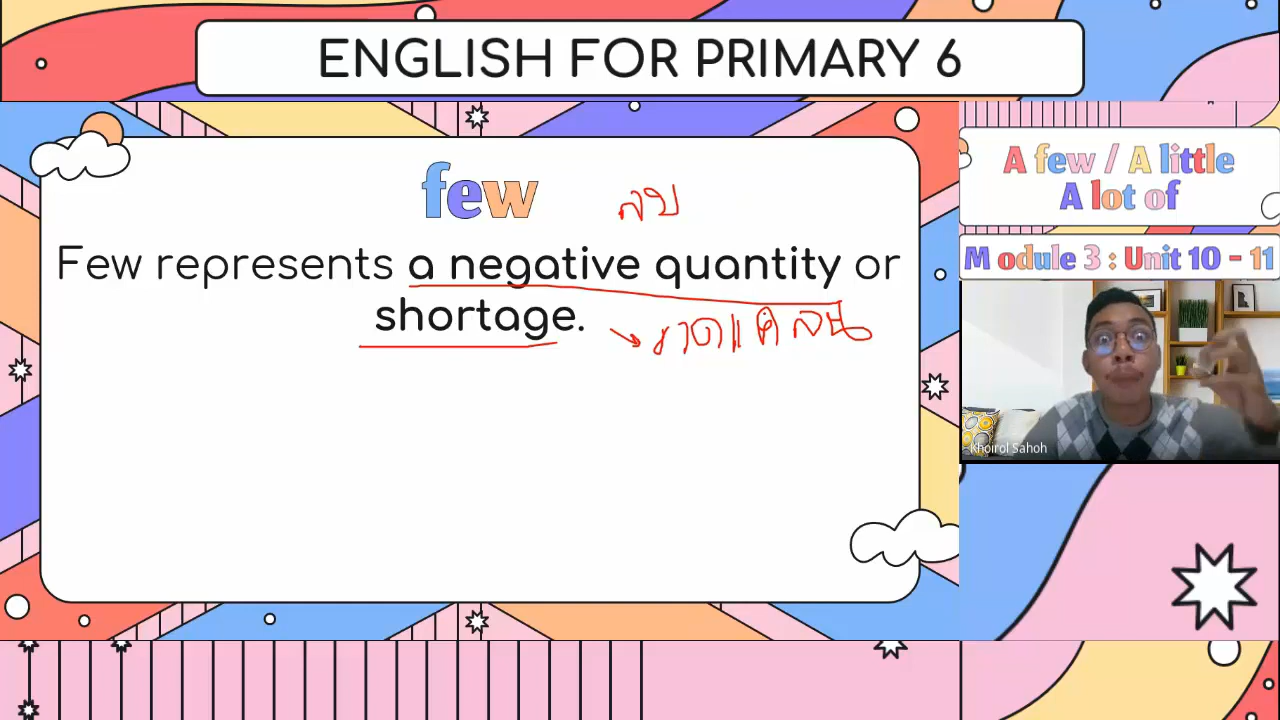 ENGLISH FOR PRIMARY 6
few
ลบ
Few represents a negative quantity or
shortage.
ขาดแคลน
A few / A little
A lot of
Module 3 : Unit 10 - 11
Khoirol Sahoh